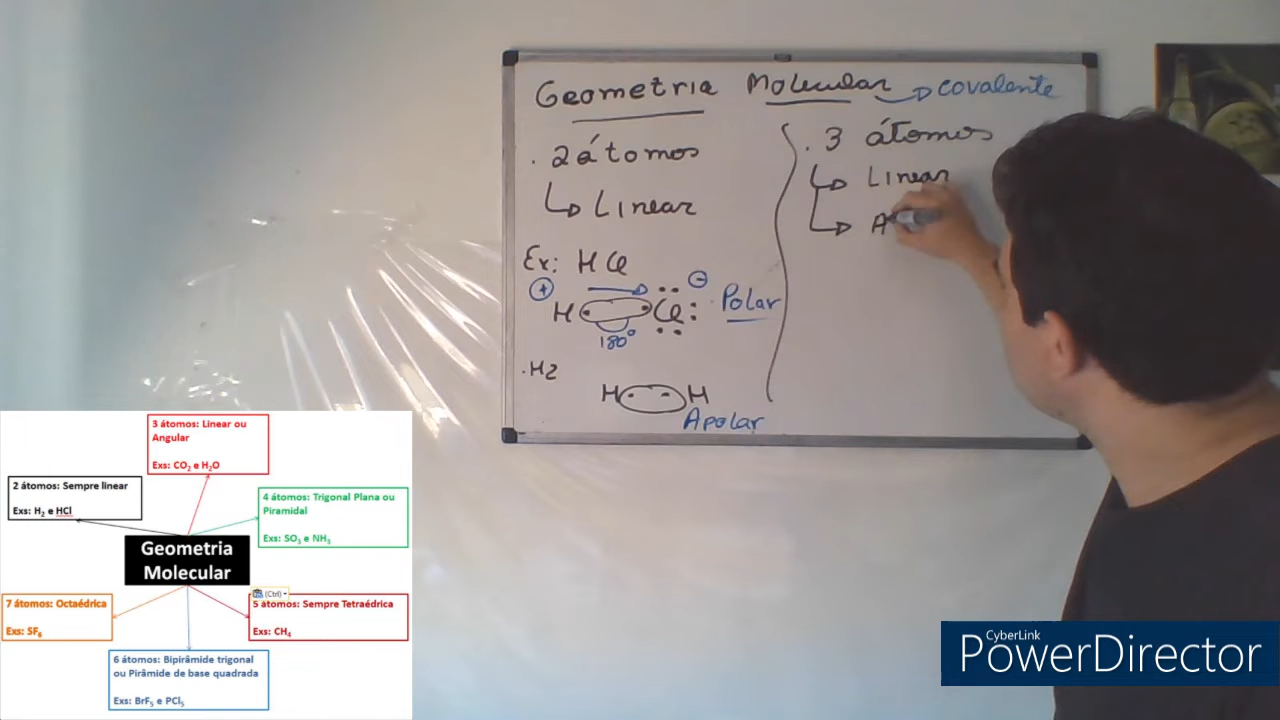 Geometria Molecular → covalente
. 2 átomos
↳ Linear
Ex: HCl
+ -
H Cl Polar
180°
. H2
H H
Apolar
. 3 átomos
↳ Linear
↳ A
3 átomos: Linear ou
Angular
Exs: CO₂ e H₂O
2 átomos: Sempre linear
Exs: H₂ e HCl
4 átomos: Trigonal Plana ou
Piramidal
Exs: SO₃ e NH₃
Geometria
Molecular
(Ctrl)
7 átomos: Octaédrica
Exs: SF₆
5 átomos: Sempre Tetraédrica
Exs: CH₄
6 átomos: Bipirâmide trigonal
ou Pirâmide de base quadrada
Exs: BrF₅ e PCl₅
CyberLink
PowerDirector